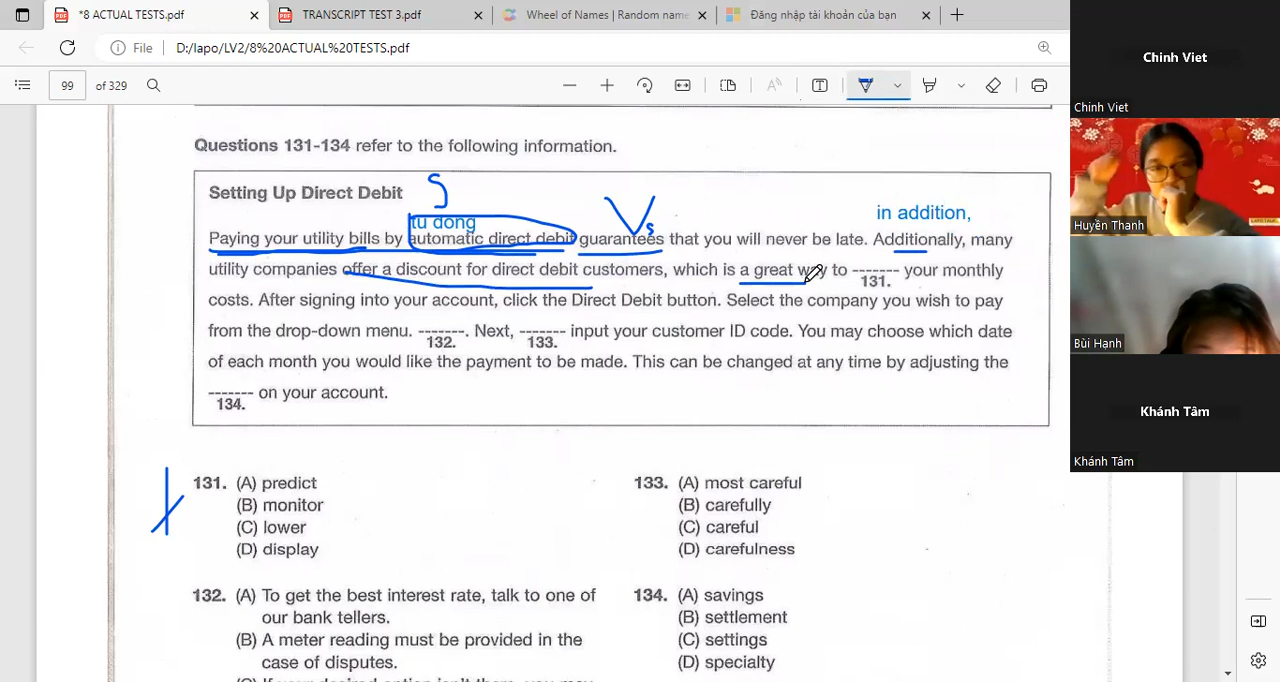 *8 ACTUAL TESTS.pdf
TRANSCRIPT TEST 3.pdf
Wheel of Names | Random name
Đăng nhập tài khoản của bạn
File
D:/lapo/LV2/8%20ACTUAL%20TESTS.pdf
99 of 329
Questions 131-134 refer to the following information.
Setting Up Direct Debit
S
tu dong
Vs
in addition,
Paying your utility bills by automatic direct debit guarantees that you will never be late. Additionally, many
utility companies offer a discount for direct debit customers, which is a great way to ------- your monthly
131.
costs. After signing into your account, click the Direct Debit button. Select the company you wish to pay
from the drop-down menu. -------. Next, ------- input your customer ID code. You may choose which date
132. 133.
of each month you would like the payment to be made. This can be changed at any time by adjusting the
------- on your account.
134.
131. (A) predict
(B) monitor
(C) lower
(D) display
132. (A) To get the best interest rate, talk to one of
our bank tellers.
(B) A meter reading must be provided in the
case of disputes.
133. (A) most careful
(B) carefully
(C) careful
(D) carefulness
134. (A) savings
(B) settlement
(C) settings
(D) specialty
Chinh Viet
Chinh Viet
Huyền Thanh
Bùi Hạnh
Khánh Tâm
Khánh Tâm